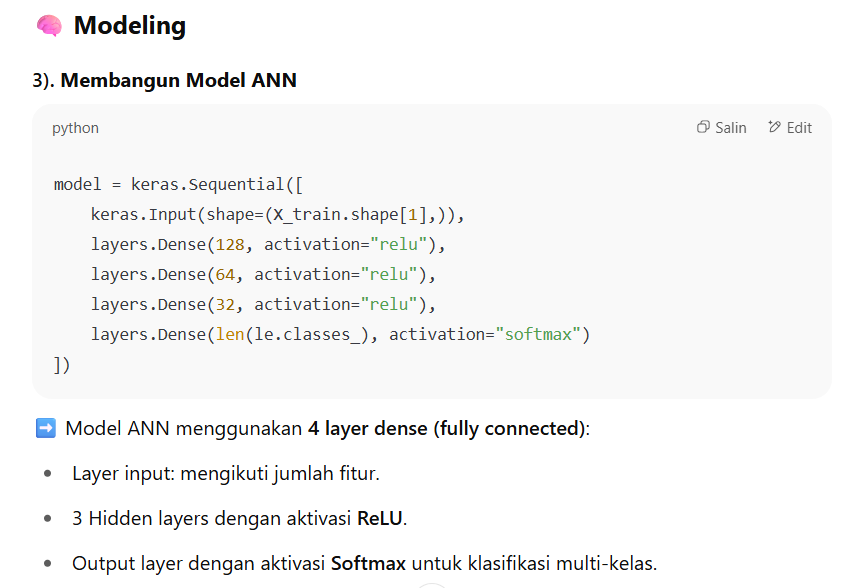 🧠 Modeling
3). Membangun Model ANN
python
Salin
Edit
model = keras.Sequential([
    keras.Input(shape=(X_train.shape[1],)),
    layers.Dense(128, activation="relu"),
    layers.Dense(64, activation="relu"),
    layers.Dense(32, activation="relu"),
    layers.Dense(len(le.classes_), activation="softmax")
])
➡️ Model ANN menggunakan 4 layer dense (fully connected):
• Layer input: mengikuti jumlah fitur.
• 3 Hidden layers dengan aktivasi ReLU.
• Output layer dengan aktivasi Softmax untuk klasifikasi multi-kelas.